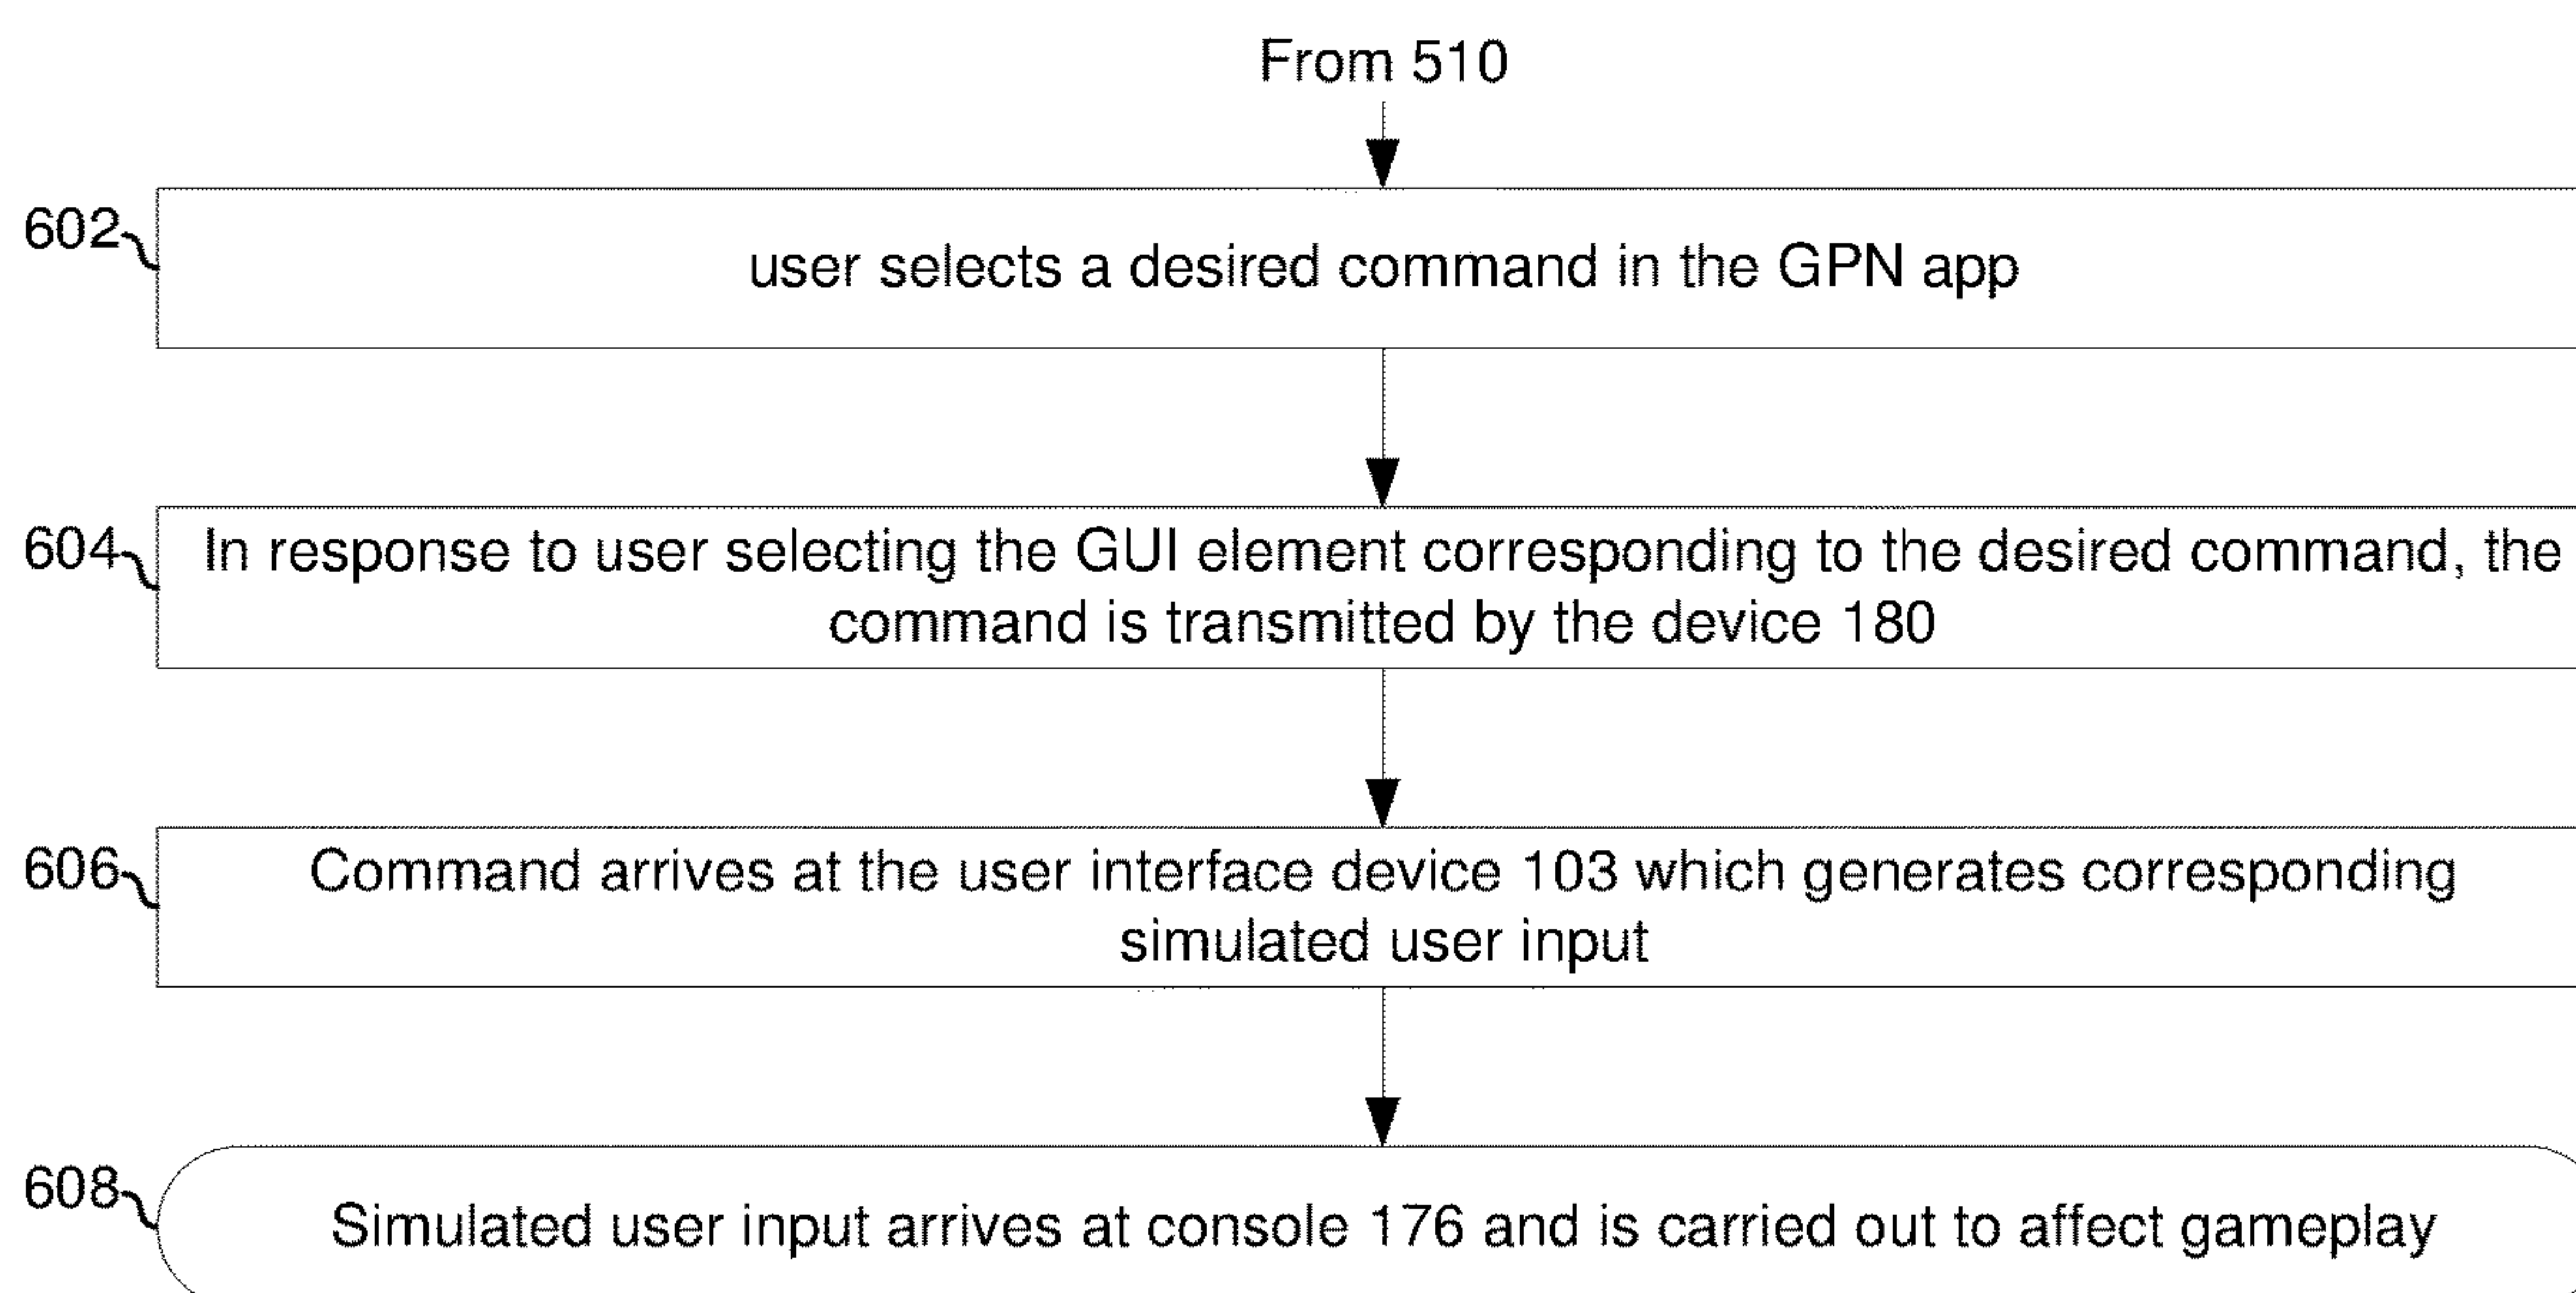 From 510
602
user selects a desired command in the GPN app
604
In response to user selecting the GUI element corresponding to the desired command, the
command is transmitted by the device 180
606
Command arrives at the user interface device 103 which generates corresponding
simulated user input
608
Simulated user input arrives at console 176 and is carried out to affect gameplay